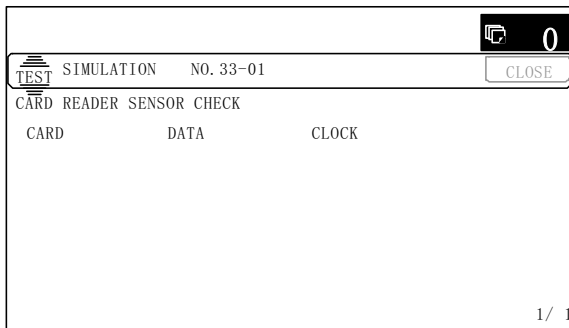 0
TEST SIMULATION NO. 33-01 CLOSE
CARD READER SENSOR CHECK
CARD DATA CLOCK
1/ 1